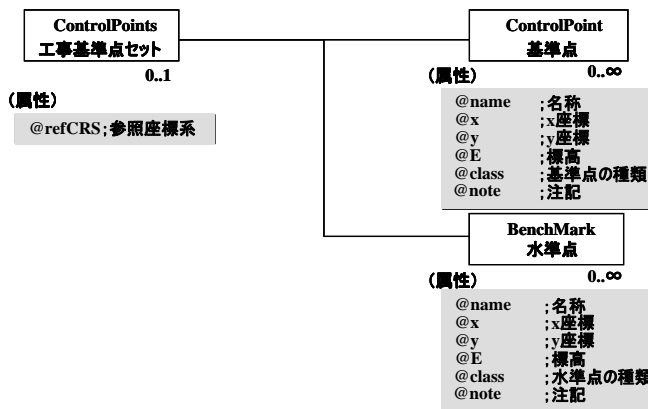 ControlPoints
工事基準点セット
0..1
(属性)
@refCRS;参照座標系
ControlPoint
基準点
(属性) 0..∞
@name ;名称
@x ;x座標
@y ;y座標
@E ;標高
@class ;基準点の種類
@note ;注記
BenchMark
水準点
(属性) 0..∞
@name ;名称
@x ;x座標
@y ;y座標
@E ;標高
@class ;水準点の種類
@note ;注記